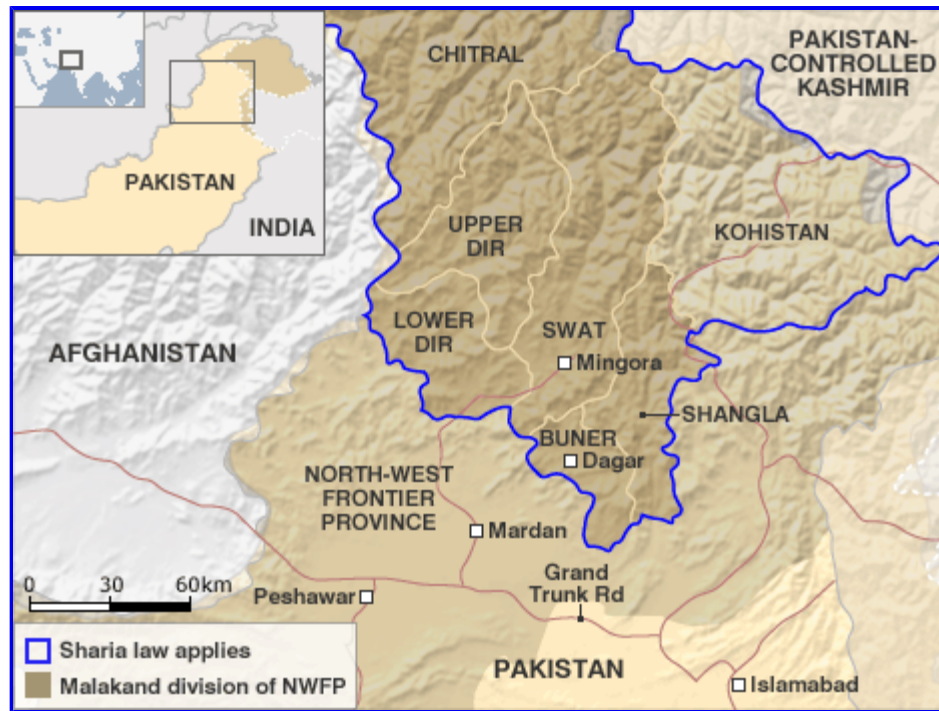 CHITRAL
PAKISTAN-
CONTROLLED
KASHMIR
PAKISTAN
INDIA
UPPER
DIR
KOHISTAN
LOWER
DIR
SWAT
AFGHANISTAN
Mingora
SHANGLA
BUNER
Dagar
NORTH-WEST
FRONTIER
PROVINCE
Mardan
0 30 60km
Peshawar
Grand
Trunk Rd
Sharia law applies
Malakand division of NWFP
PAKISTAN
Islamabad